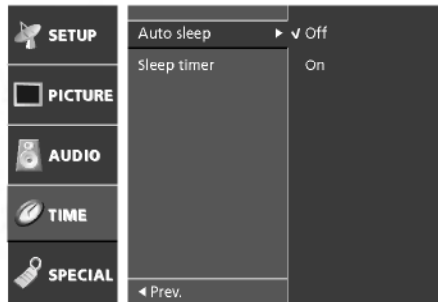 SETUP
PICTURE
AUDIO
TIME
SPECIAL
Auto sleep ▶ √ Off
Sleep timer On
◀ Prev.